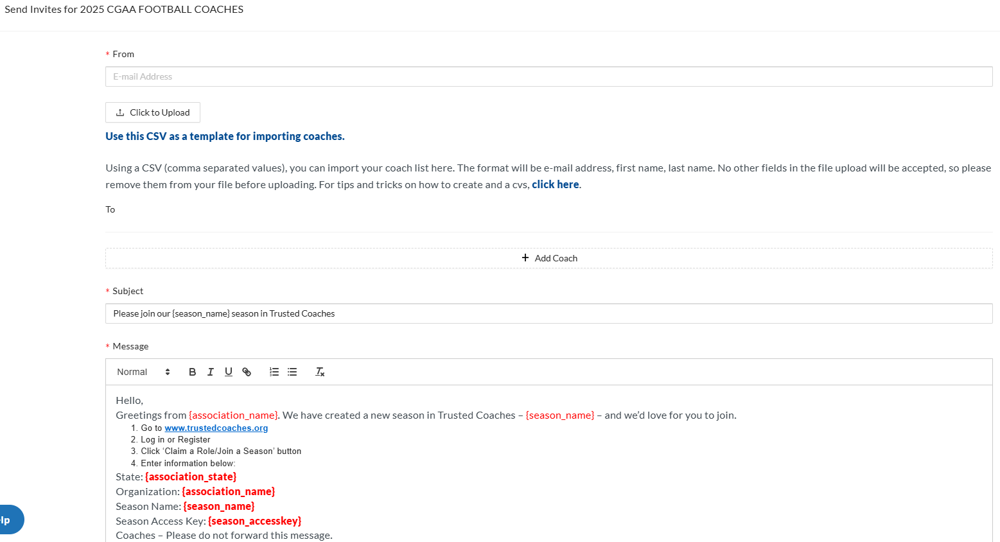 Send Invites for 2025 CGAA FOOTBALL COACHES
* From
E-mail Address
Click to Upload
Use this CSV as a template for importing coaches.
Using a CSV (comma separated values), you can import your coach list here. The format will be e-mail address, first name, last name. No other fields in the file upload will be accepted, so please
remove them from your file before uploading. For tips and tricks on how to create and a cvs, click here.
To
+ Add Coach
* Subject
Please join our {season_name} season in Trusted Coaches
* Message
Normal B I U
Hello,
Greetings from {association_name}. We have created a new season in Trusted Coaches – {season_name} – and we’d love for you to join.
1. Go to www.trustedcoaches.org
2. Log in or Register
3. Click ‘Claim a Role/Join a Season’ button
4. Enter information below:
State: {association_state}
Organization: {association_name}
Season Name: {season_name}
Season Access Key: {season_accesskey}
lp
Coaches – Please do not forward this message.